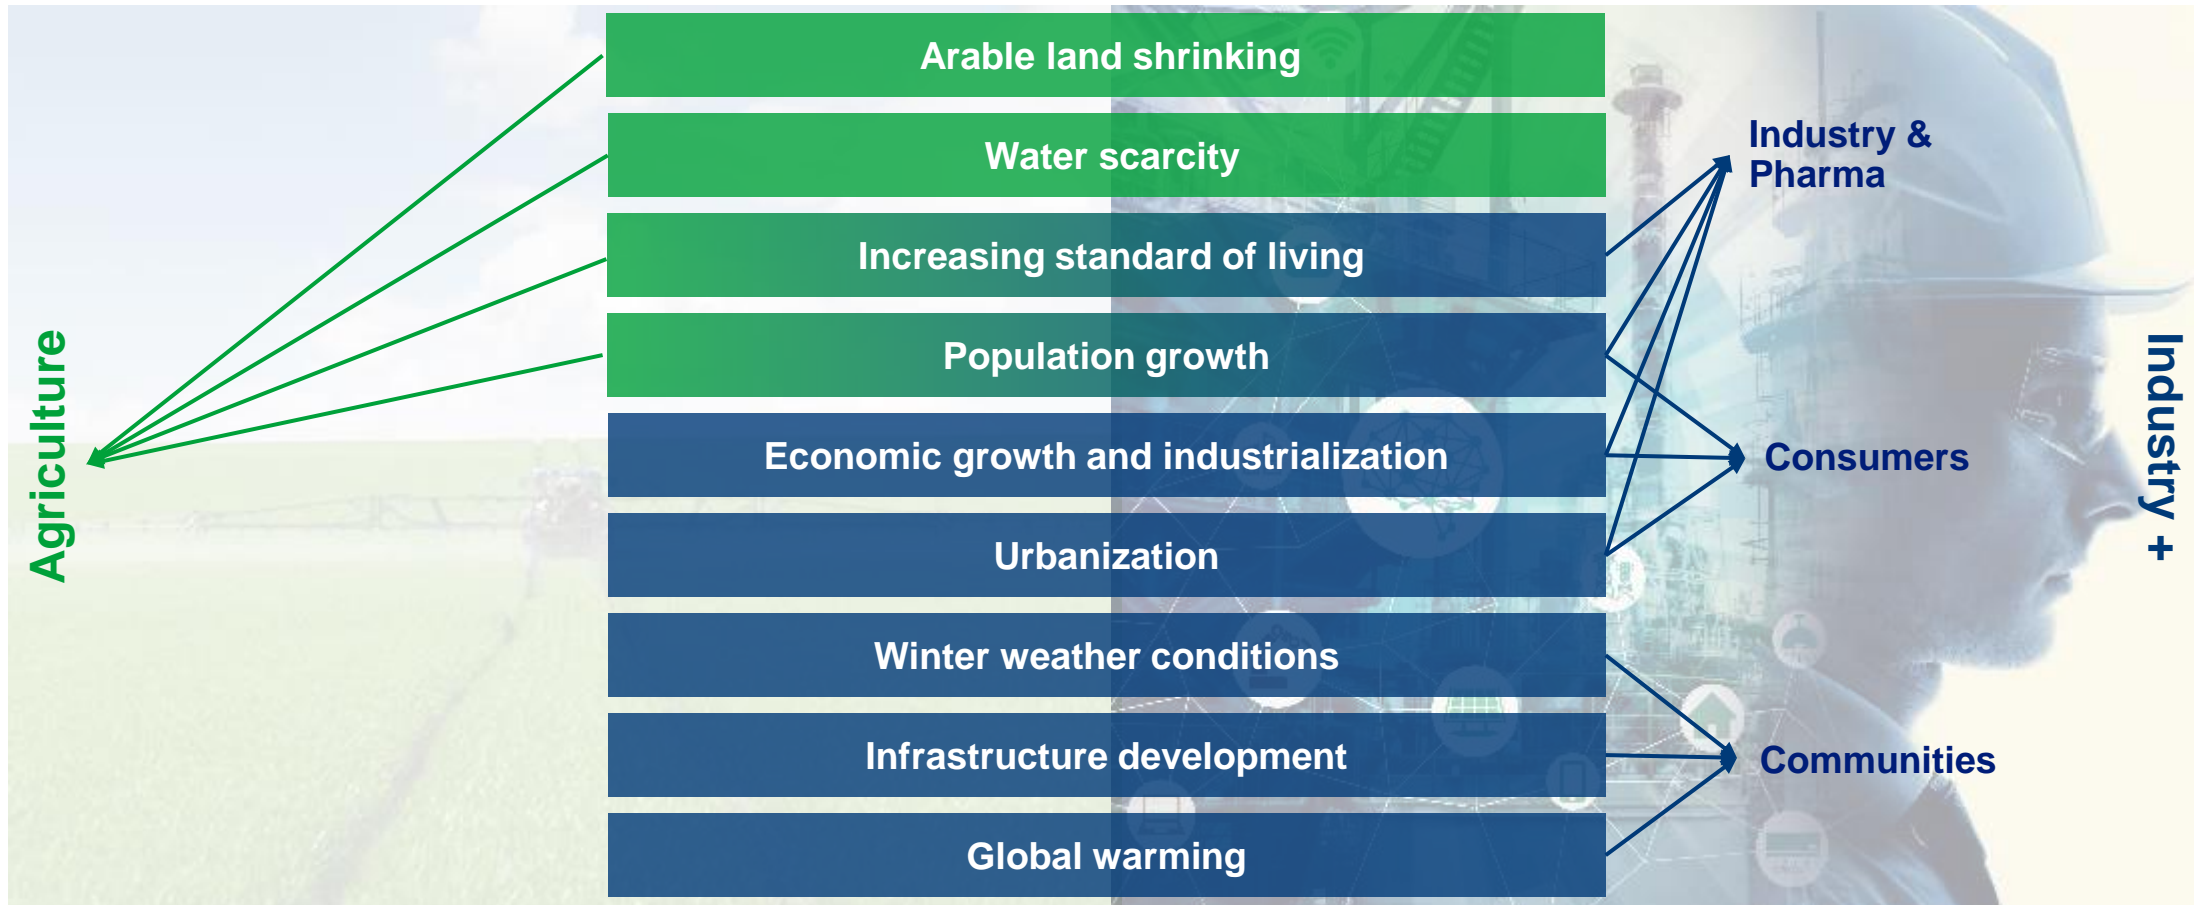 Agriculture
Arable land shrinking
Water scarcity
Increasing standard of living
Population growth
Economic growth and industrialization
Urbanization
Winter weather conditions
Infrastructure development
Global warming
Industry &
Pharma
Consumers
Communities
Industry +